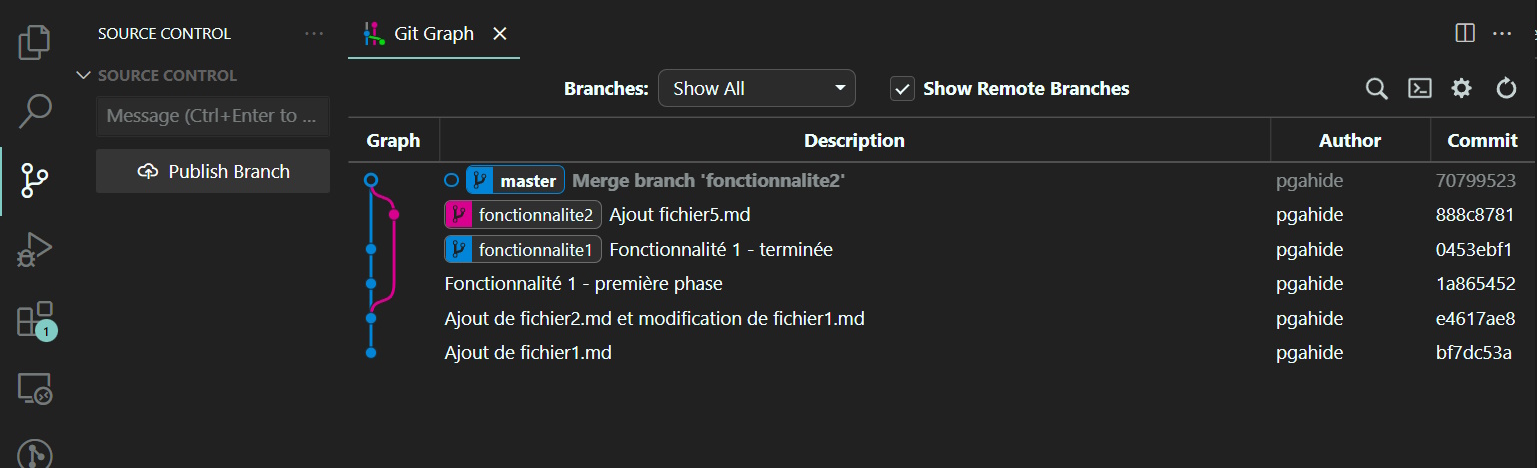 SOURCE CONTROL ...
Git Graph
SOURCE CONTROL
Message (Ctrl+Enter to ...
Publish Branch
1
Branches: Show All Show Remote Branches
Graph Description Author Commit
master Merge branch 'fonctionnalite2' pgahide 70799523
fonctionnalite2 Ajout fichier5.md pgahide 888c8781
fonctionnalite1 Fonctionnalité 1 - terminée pgahide 0453ebf1
Fonctionnalité 1 - première phase pgahide 1a865452
Ajout de fichier2.md et modification de fichier1.md pgahide e4617ae8
Ajout de fichier1.md pgahide bf7dc53a